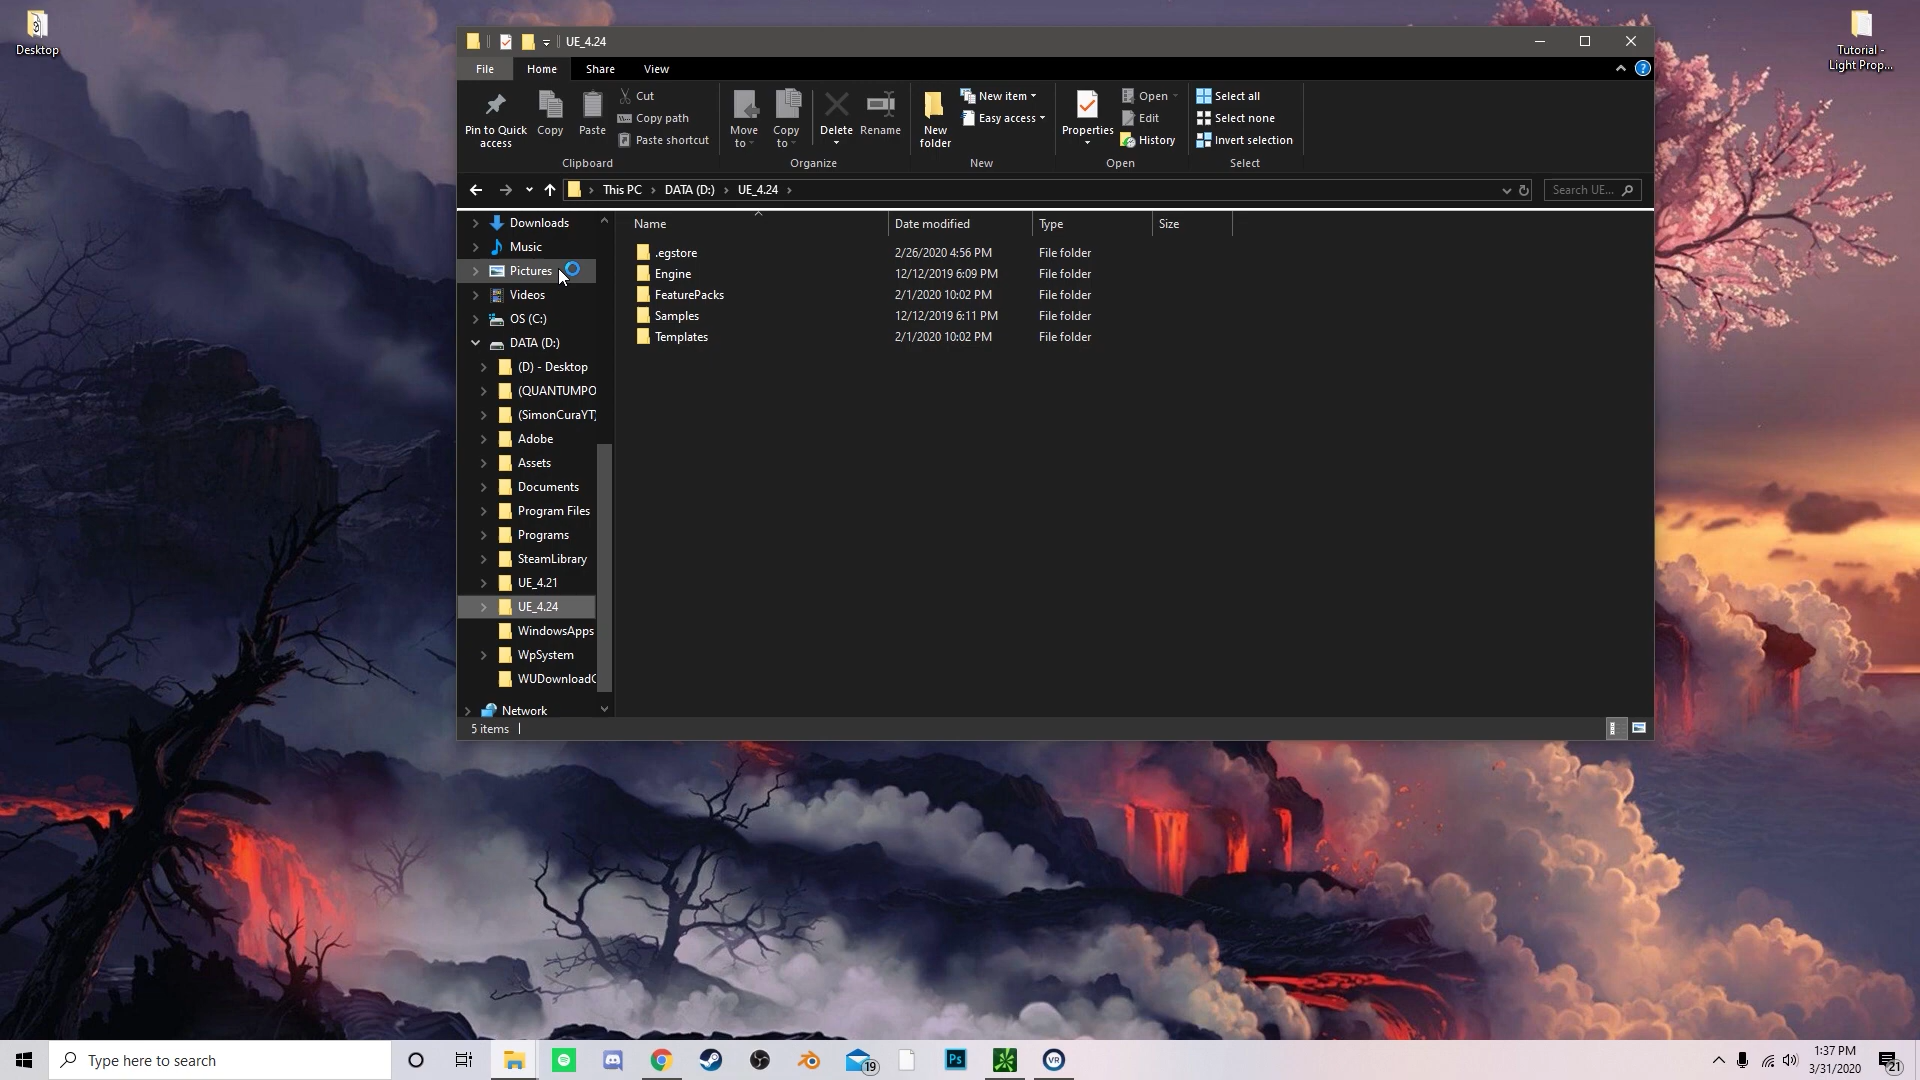 Desktop
Tutorial -
Light Prop...
UE_4.24
File
Home
Share
View
Pin to Quick
access
Copy
Paste
Cut
Copy path
Paste shortcut
Clipboard
Move
to
Copy
to
Delete
Rename
Organize
New
folder
New item
Easy access
New
Properties
Open
Edit
History
Open
Select all
Select none
Invert selection
Select
This PC
DATA (D:)
UE_4.24
Search UE...
Downloads
Music
Pictures
Videos
OS (C:)
DATA (D:)
(D) - Desktop
(QUANTUMPO
(SimonCuraYT)
Adobe
Assets
Documents
Program Files
Programs
SteamLibrary
UE_4.21
UE_4.24
WindowsApps
WpSystem
WUDownloadC
Network
Name Date modified Type Size
.egstore 2/26/2020 4:56 PM File folder
Engine 12/12/2019 6:09 PM File folder
FeaturePacks 2/1/2020 10:02 PM File folder
Samples 12/12/2019 6:11 PM File folder
Templates 2/1/2020 10:02 PM File folder
5 items
Type here to search
19
Ps
VR
1:37 PM
3/31/2020
21